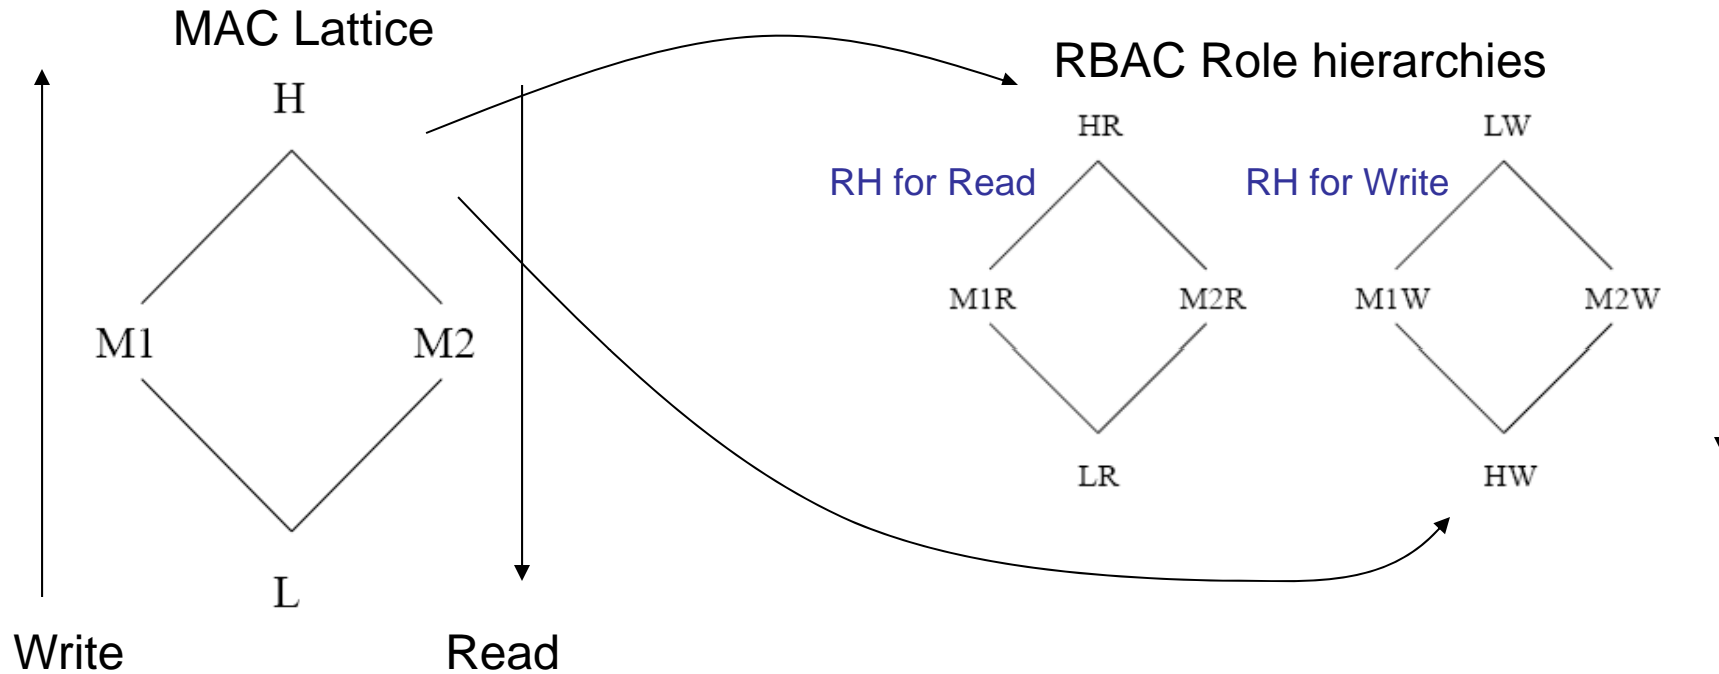 MAC Lattice
H
M1
M2
L
Write
Read
RBAC Role hierarchies
HR
RH for Read
M1R
M2R
LR
LW
RH for Write
M1W
M2W
HW